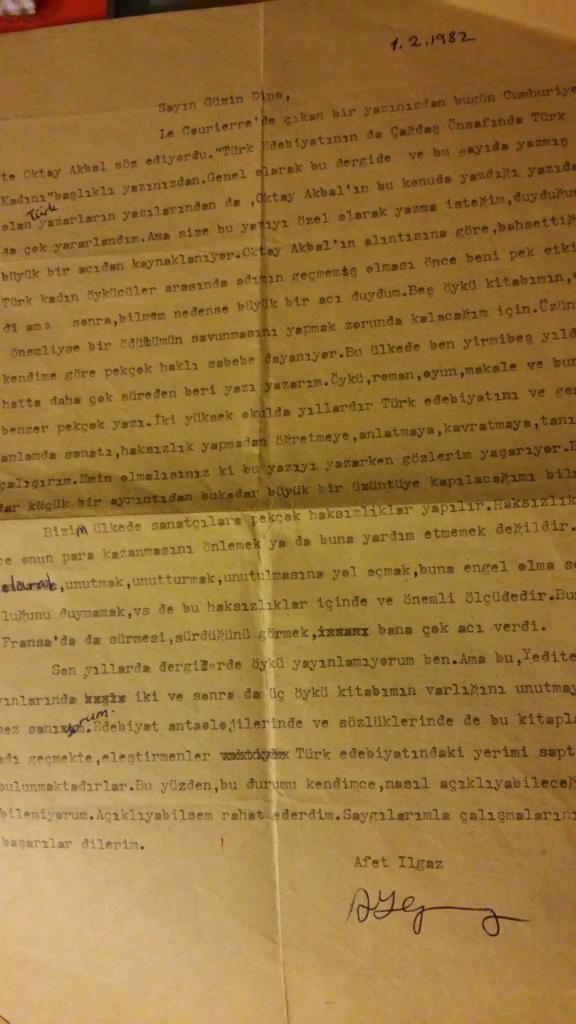 1.2.1982
Sayın Güzin Dino,
Le Courierre'de çıkan bir yazınızdan bugün Cumhuriye
te Oktay Akbal söz ediyordu."Türk Edebiyatının da Çağdaş Ünsafında Türk
Kadını"başlıklı yazınızdan.Genel olarak bu dergide ve bu sayıda yazmış
Türk
olan yazarların yazılarından da ,Oktay Akbal'ın bu konuda yazdığı yazıda
da çok yararlandım.Ama size bu yazıyı özel olarak yazma isteğim,duyduğum
büyük bir acıdan kaynaklanıyor.Oktay Akbal'ın alıntısına göre,bahsettiğ
Türk kadın öykücüler arasında adımın geçmemiş olması önce beni pek etki
di ama sonra,bilmem nedense büyük bir acı duydum.Beş öykü kitabımın,
önemliyse bir ödülümün savunmasını yapmak zorunda kalacağım için.Üzün
kendime göre pekçok haklı sebebe dayanıyor.Bu ülkede ben yirmibeş yıld
hatta daha çok süreden beri yazı yazarım.Öykü,roman,oyun,makale ve bun
benzer pekçok yazı.İki yüksek okulda yıllardır Türk edebiyatını ve ge
anlamda sanatı,haksızlık yapmadan öğretmeye,anlatmaya,kavratmaya,tanı
çalışırım.Emin olmalısınız ki bu yazıyı yazarken gözlerim yaşarıyor.B
dar küçük bir ayrıntıdan bukadar büyük bir üzüntüye kapılacağımı bilm
Bizim ülkede sanatçılara pekçok haksızlıklar yapılır.Haksızlık
ce onun para kazanmasını önlemek ya da buna yardım etmemek değildir.
olarak,unutmak,unutturmak,unutulmasına yol açmak,buna engel olma so
luğunu duymamak,vs de bu haksızlıklar içinde ve önemli ölçüdedir.Bu
Fransa'da da sürmesi,sürdüğünü görmek, bana çok acı verdi.
Son yıllarda dergilerde öykü yayınlamıyorum ben.Ama bu,Yedite
yınlarında iki ve sonra da üç öykü kitabımın varlığını unutmay
mez sanıyorum.Edebiyat antaolojilerinde ve sözlüklerinde de bu kitapla
adı geçmekte,eleştirmenler Türk edebiyatındaki yerimi sapt
bulunmaktadırlar.Bu yüzden,bu durumu kendimce,nasıl açıklıyabileceğ
bilemiyorum.Açıklıyabilsem rahat ederdim.Saygılarımla çalışmalarını
başarılar dilerim.
Afet Ilgaz